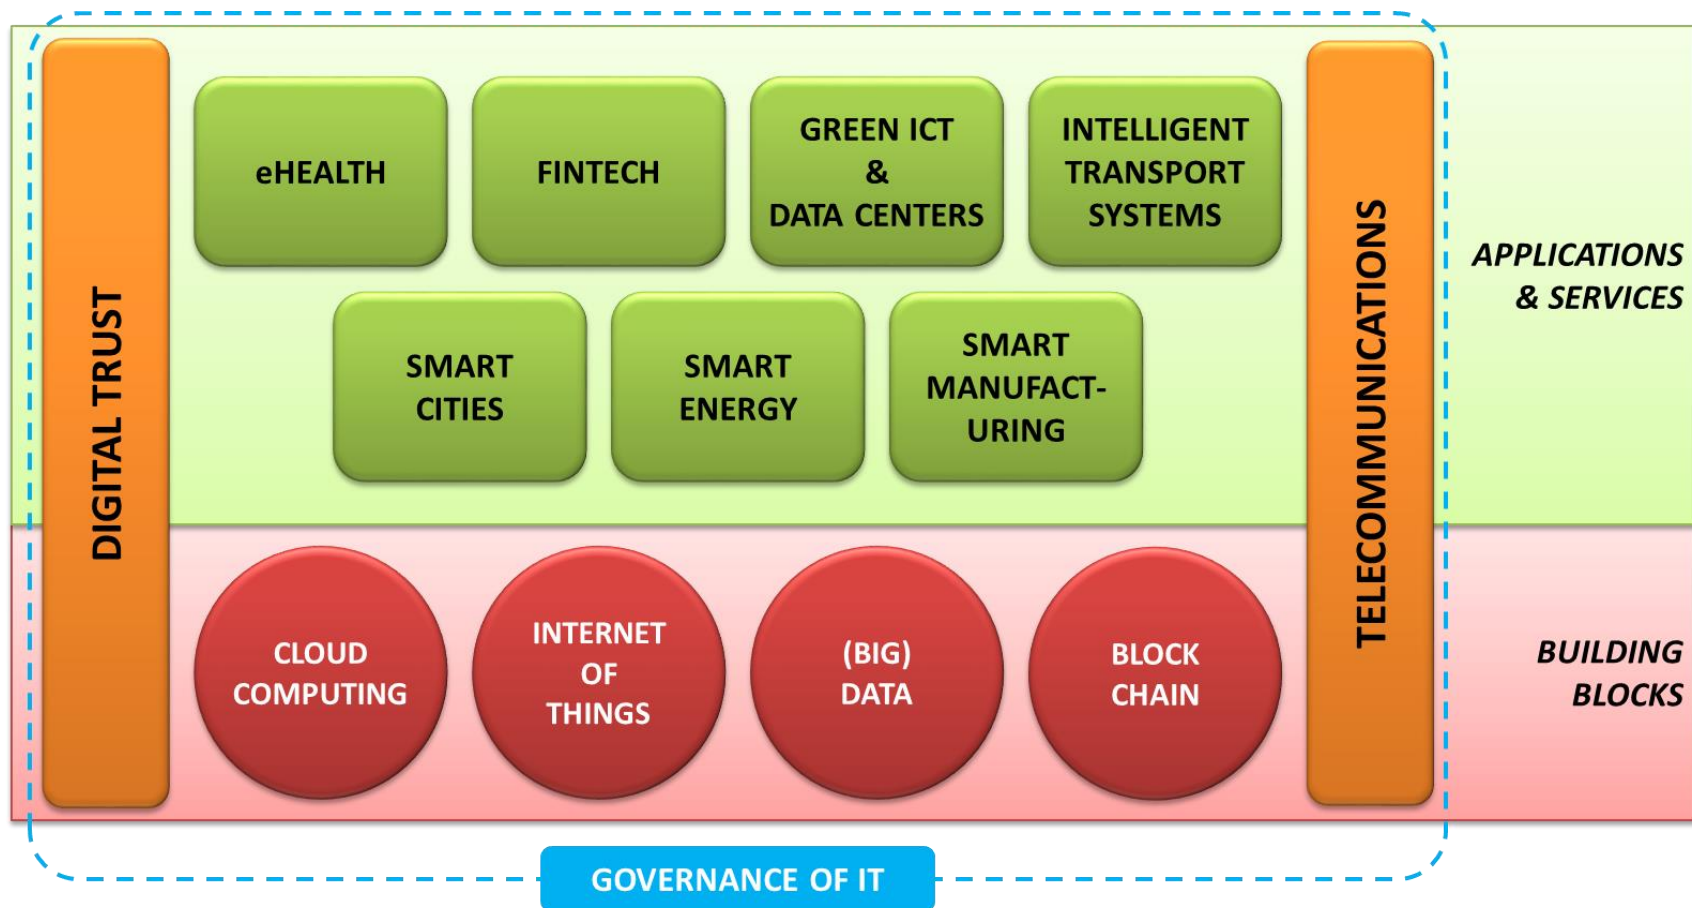 DIGITAL TRUST
eHEALTH
FINTECH
GREEN ICT
&
DATA CENTERS
INTELLIGENT
TRANSPORT
SYSTEMS
SMART
CITIES
SMART
ENERGY
SMART
MANUFACT-
URING
TELECOMMUNICATIONS
APPLICATIONS
& SERVICES
CLOUD
COMPUTING
INTERNET
OF
THINGS
(BIG)
DATA
BLOCK
CHAIN
BUILDING
BLOCKS
GOVERNANCE OF IT